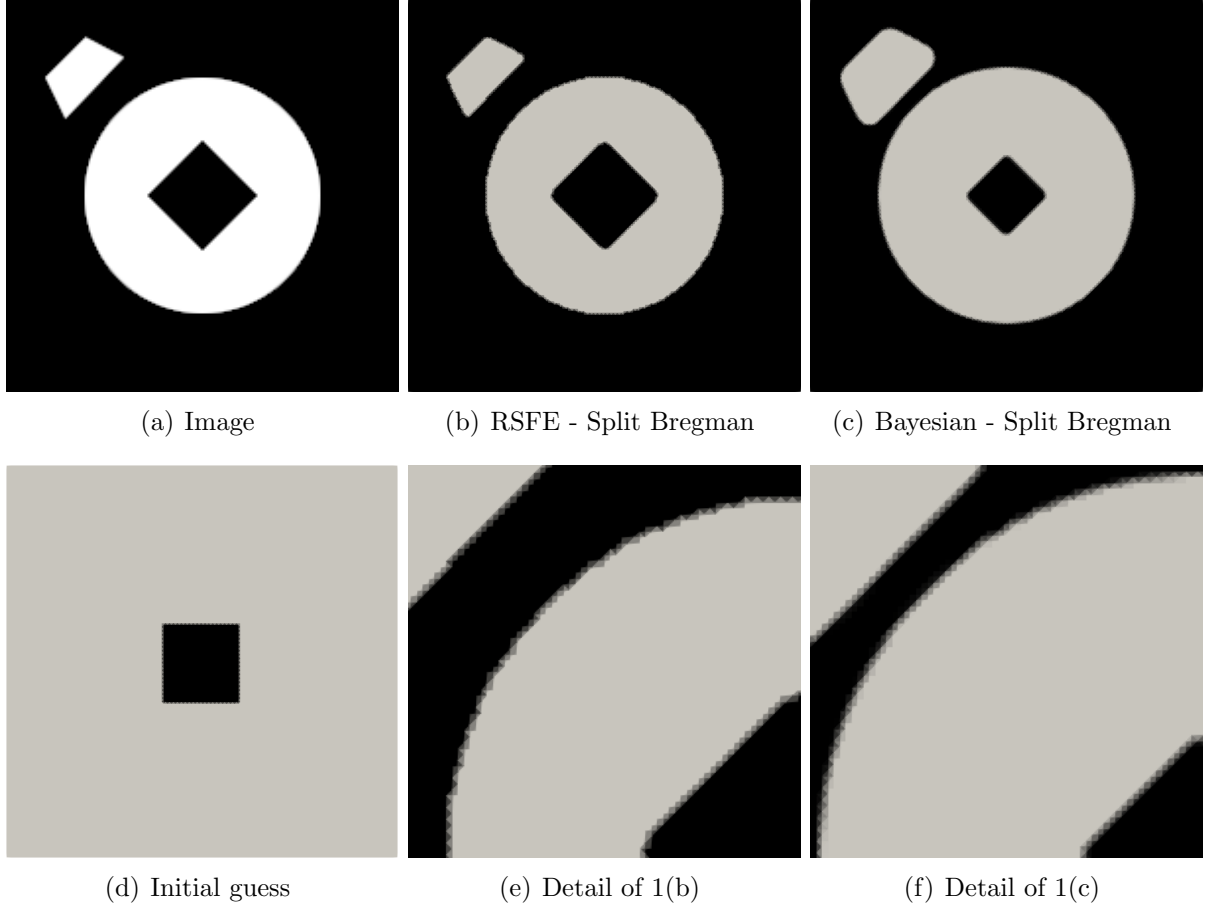 (a) Image
(b) RSFE - Split Bregman
(c) Bayesian - Split Bregman
(d) Initial guess
(e) Detail of 1(b)
(f) Detail of 1(c)